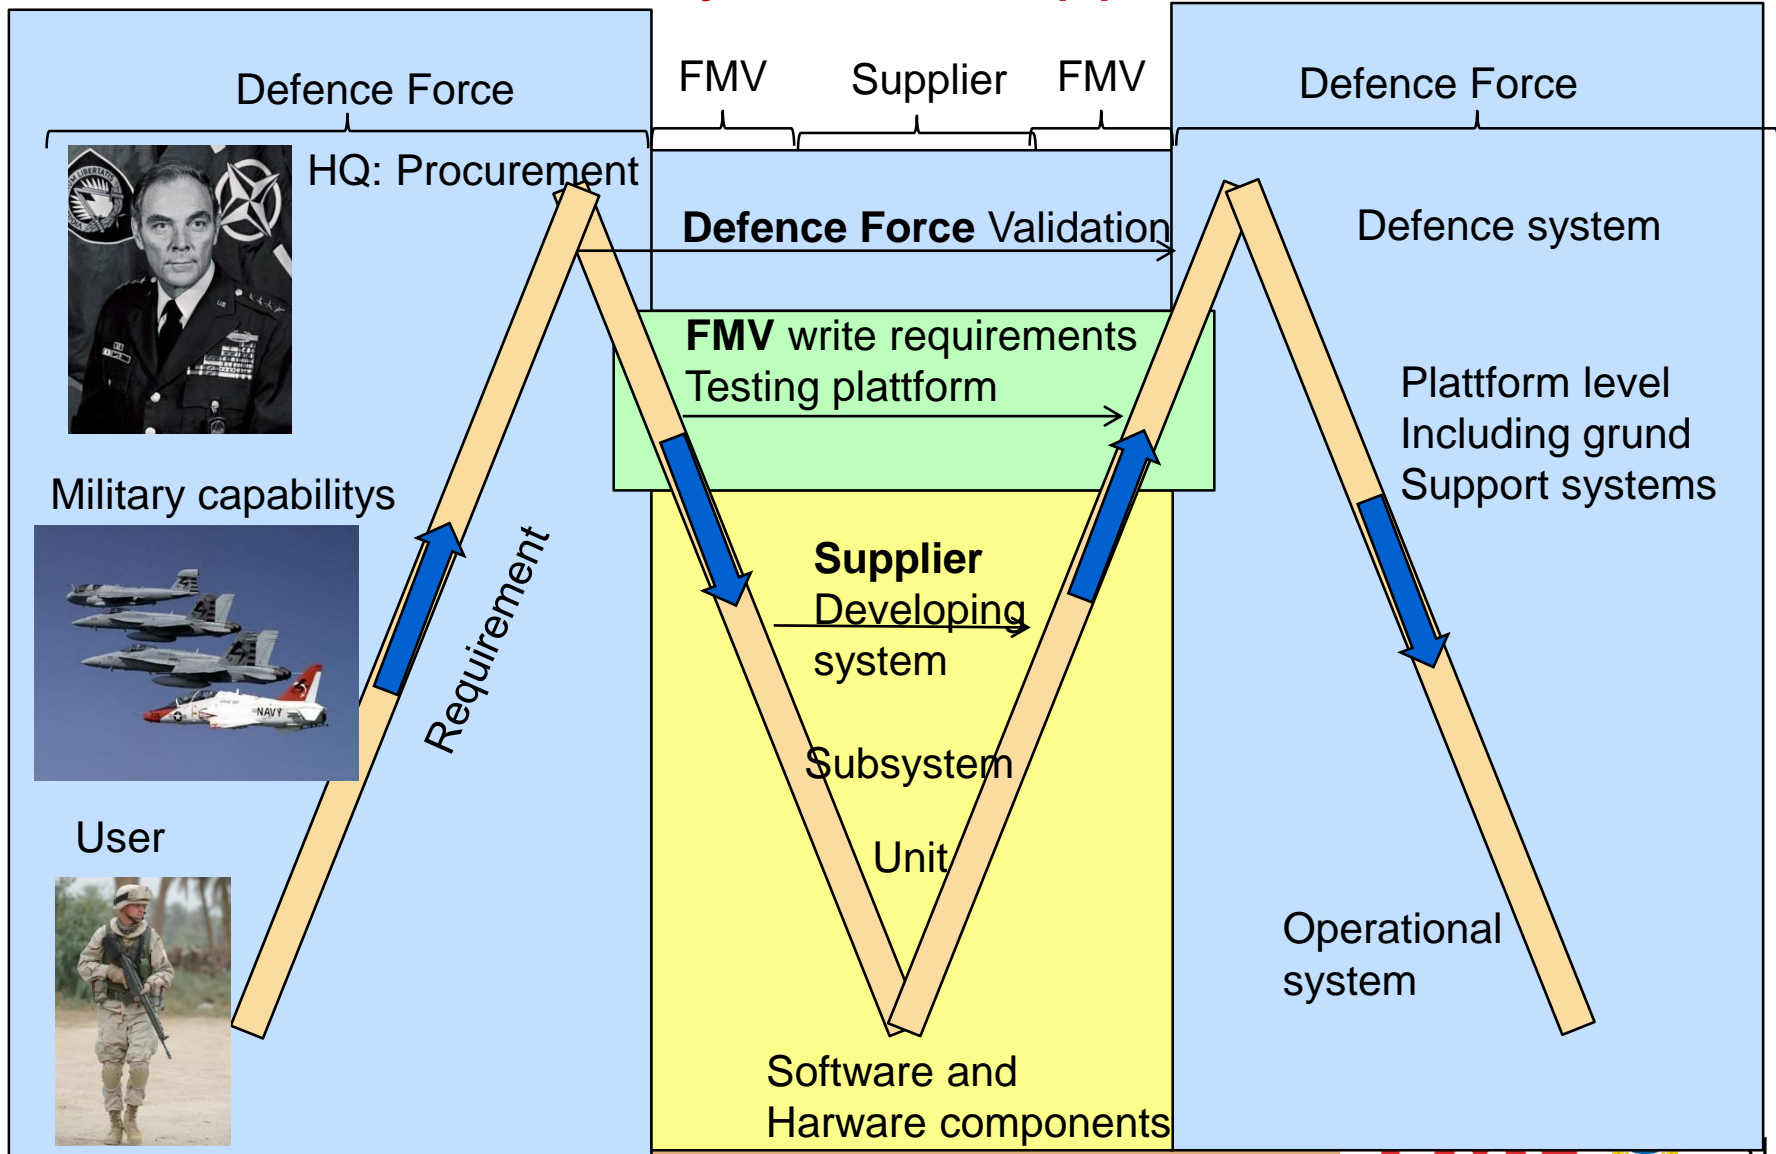 Defence Force
FMV
Supplier
FMV
Defence Force
HQ: Procurement
Defence Force Validation
Defence system
FMV write requirements
Testing plattform
Plattform level
Including grund
Support systems
Military capabilitys
Requirement
Supplier
Developing
system
NAVY
Subsystem
User
Unit
Operational
system
Software and
Harware components